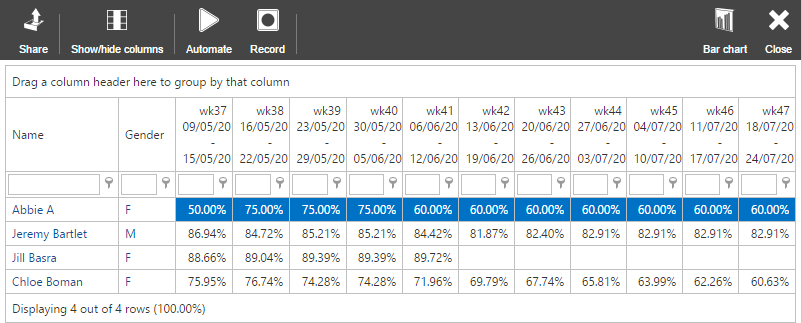 Share Show/hide columns Automate Record Bar chart Close
Drag a column header here to group by that column
wk37 wk38 wk39 wk40 wk41 wk42 wk43 wk44 wk45 wk46 wk47
Name Gender 09/05/20 16/05/20 23/05/20 30/05/20 06/06/20 13/06/20 20/06/20 27/06/20 04/07/20 11/07/20 18/07/20
- - - - - - - - - - -
15/05/20 22/05/20 29/05/20 05/06/20 12/06/20 19/06/20 26/06/20 03/07/20 10/07/20 17/07/20 24/07/20
Abbie A F 50.00% 75.00% 75.00% 75.00% 60.00% 60.00% 60.00% 60.00% 60.00% 60.00% 60.00%
Jeremy Bartlet M 86.94% 84.72% 85.21% 85.21% 84.42% 81.87% 82.40% 82.91% 82.91% 82.91% 82.91%
Jill Basra F 88.66% 89.04% 89.39% 89.39% 89.72%
Chloe Boman F 75.95% 76.74% 74.28% 74.28% 71.96% 69.79% 67.74% 65.81% 63.99% 62.26% 60.63%
Displaying 4 out of 4 rows (100.00%)